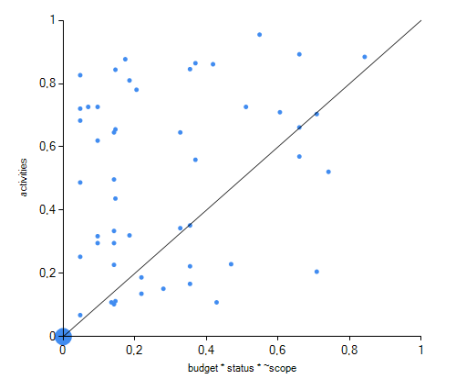 1
0,8
0,6
0,4
0,2
0
activities
0 0,2 0,4 0,6 0,8 1
budget * status * ~scope